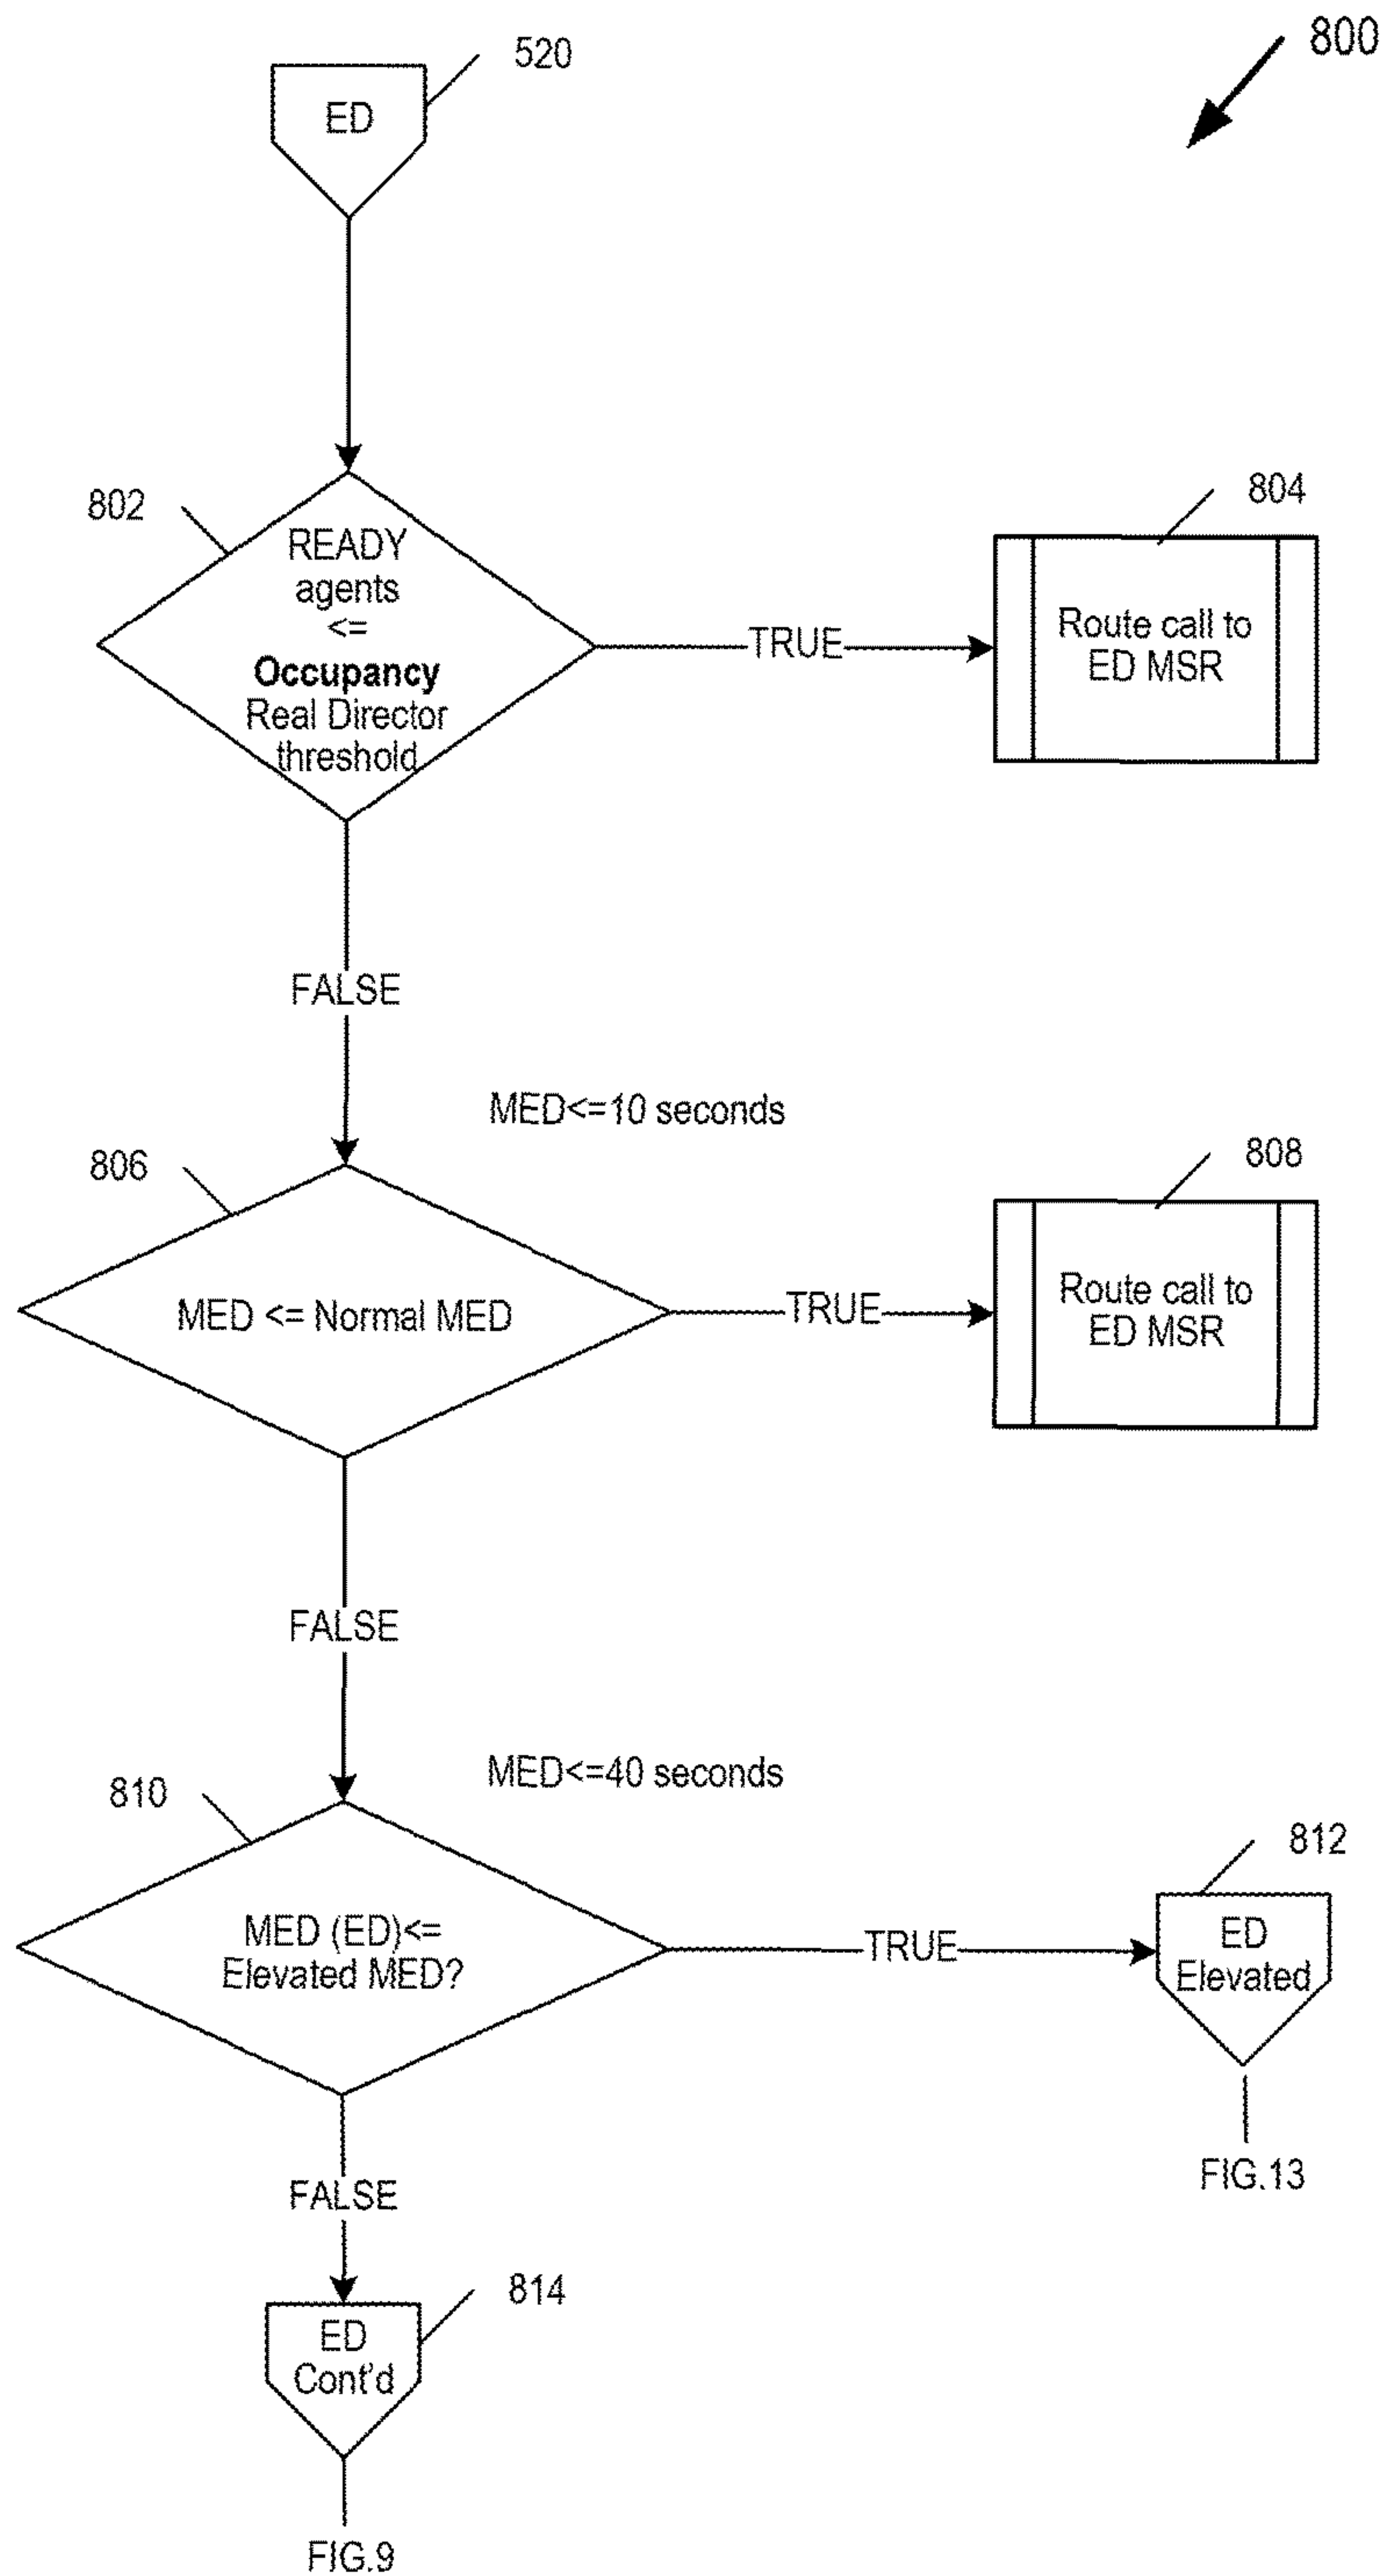 800
520
ED
802
READY
agents
<=
Occupancy
Real Director
threshold
TRUE
804
Route call to
ED MSR
FALSE
MED<=10 seconds
806
MED <= Normal MED
TRUE
808
Route call to
ED MSR
FALSE
MED<=40 seconds
810
MED (ED)<=
Elevated MED?
TRUE
812
ED
Elevated
FIG.13
FALSE
814
ED
Cont'd
FIG.9